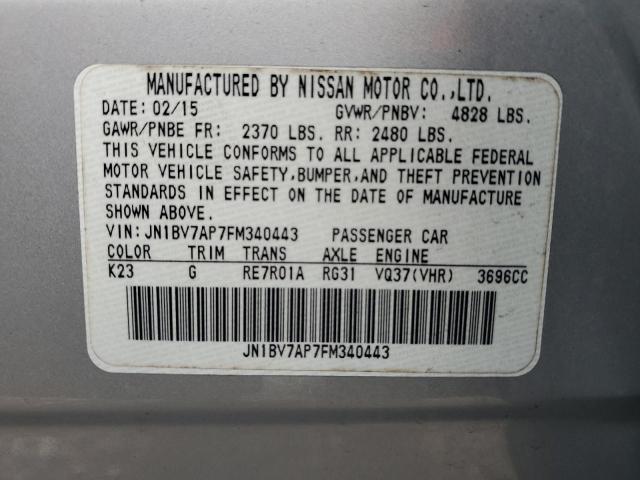 MANUFACTURED BY NISSAN MOTOR CO.,LTD.
DATE: 02/15 GVWR/PNBV: 4828 LBS.
GAWR/PNBE FR: 2370 LBS. RR: 2480 LBS.
THIS VEHICLE CONFORMS TO ALL APPLICABLE FEDERAL
MOTOR VEHICLE SAFETY,BUMPER,AND THEFT PREVENTION
STANDARDS IN EFFECT ON THE DATE OF MANUFACTURE
SHOWN ABOVE.
VIN:JN1BV7AP7FM340443 PASSENGER CAR
COLOR TRIM TRANS AXLE ENGINE
K23 G RE7R01A RG31 VQ37(VHR) 3696CC
JN1BV7AP7FM340443